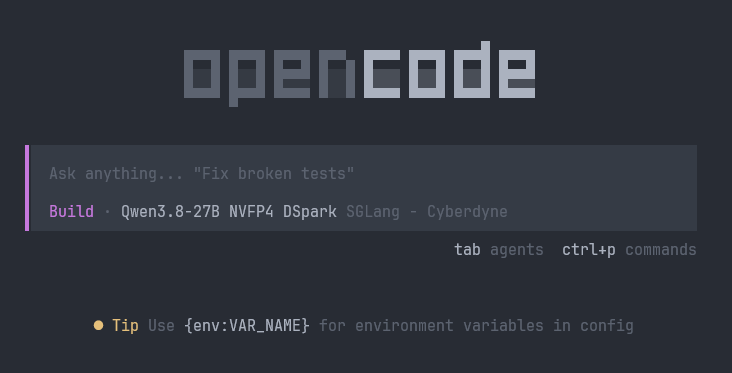 opencode
Ask anything... "Fix broken tests"
Build · Qwen3.8-27B NVFP4 DSpark SGLang - Cyberdyne
tab agents  ctrl+p commands
● Tip Use {env:VAR_NAME} for environment variables in config